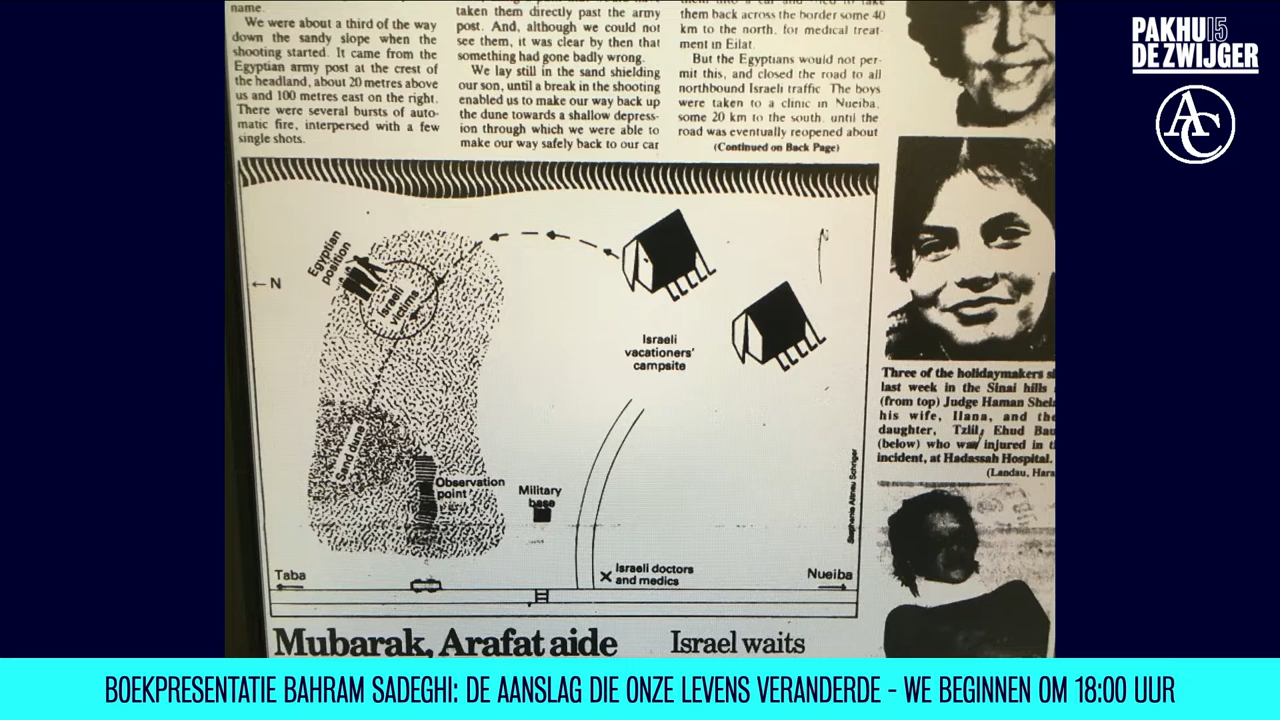 name.
We were about a third of the way
down the sandy slope when the
shooting started. It came from the
Egyptian army post at the crest of
the headland, about 20 metres above
us and 100 metres east on the right.
There were several bursts of auto-
matic fire, interpersed with a few
single shots.
taken them directly past the army
post. And, although we could not
see them, it was clear by then that
something had gone badly wrong.
We lay still in the sand shielding
our son, until a break in the shooting
enabled us to make our way back up
the dune towards a shallow depress-
ion through which we were able to
make our way safely back to our car
them back across the border some 40
km to the north, for medical treat-
ment in Eilat.
But the Egyptians would not per-
mit this, and closed the road to all
northbound Israeli traffic The boys
were taken to a clinic in Nueiba,
some 20 km to the south, until the
road was eventually reopened about
(Continued on Back Page)
PAKHUIS
DE ZWIJGER
AC
Egyptian
position
N
Israeli
victims
Israeli
vacationers'
campsite
Sand dune
Observation
point
Military
base
Israeli doctors
and medics
Taba
Nueiba
Three of the holidaymakers
last week in the Sinai hills
(from top) Judge Haman
his wife, Ilana, and
daughter, Tzlil, Ehud
(below) who was injured in
incident, at Hadassah Hospital.
(Landau,
Mubarak, Arafat aide
Israel waits
BOEKPRESENTATIE BAHRAM SADEGHI: DE AANSLAG DIE ONZE LEVENS VERANDERDE - WE BEGINNEN OM 18:00 UUR